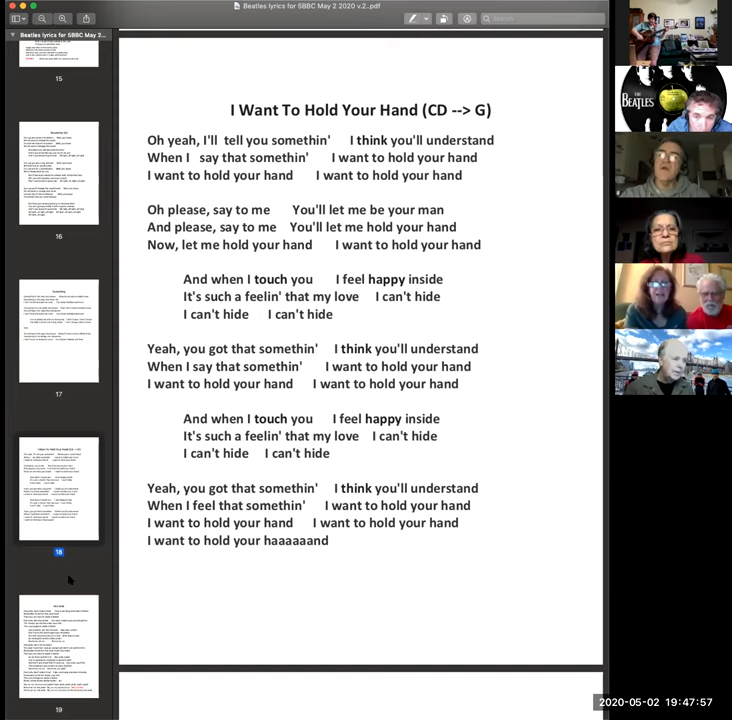 Beatles lyrics for 5BBC May 2 2020 v.2..pdf
Search
Beatles lyrics for 5BBC May 2...
15
16
17
18
19
I Want To Hold Your Hand (CD --> G)
Oh yeah, I'll tell you somethin' I think you'll understand
When I say that somethin' I want to hold your hand
I want to hold your hand I want to hold your hand
Oh please, say to me You'll let me be your man
And please, say to me You'll let me hold your hand
Now, let me hold your hand I want to hold your hand
And when I touch you I feel happy inside
It's such a feelin' that my love I can't hide
I can't hide I can't hide
Yeah, you got that somethin' I think you'll understand
When I say that somethin' I want to hold your hand
I want to hold your hand I want to hold your hand
And when I touch you I feel happy inside
It's such a feelin' that my love I can't hide
I can't hide I can't hide
Yeah, you got that somethin' I think you'll understand
When I feel that somethin' I want to hold your hand
I want to hold your hand I want to hold your hand
I want to hold your haaaaaand
THE
BEATLES
2020-05-02 19:47:57